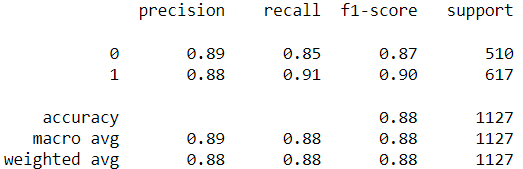 precision recall f1-score support
0 0.89 0.85 0.87 510
1 0.88 0.91 0.90 617
accuracy 0.88 1127
macro avg 0.89 0.88 0.88 1127
weighted avg 0.88 0.88 0.88 1127